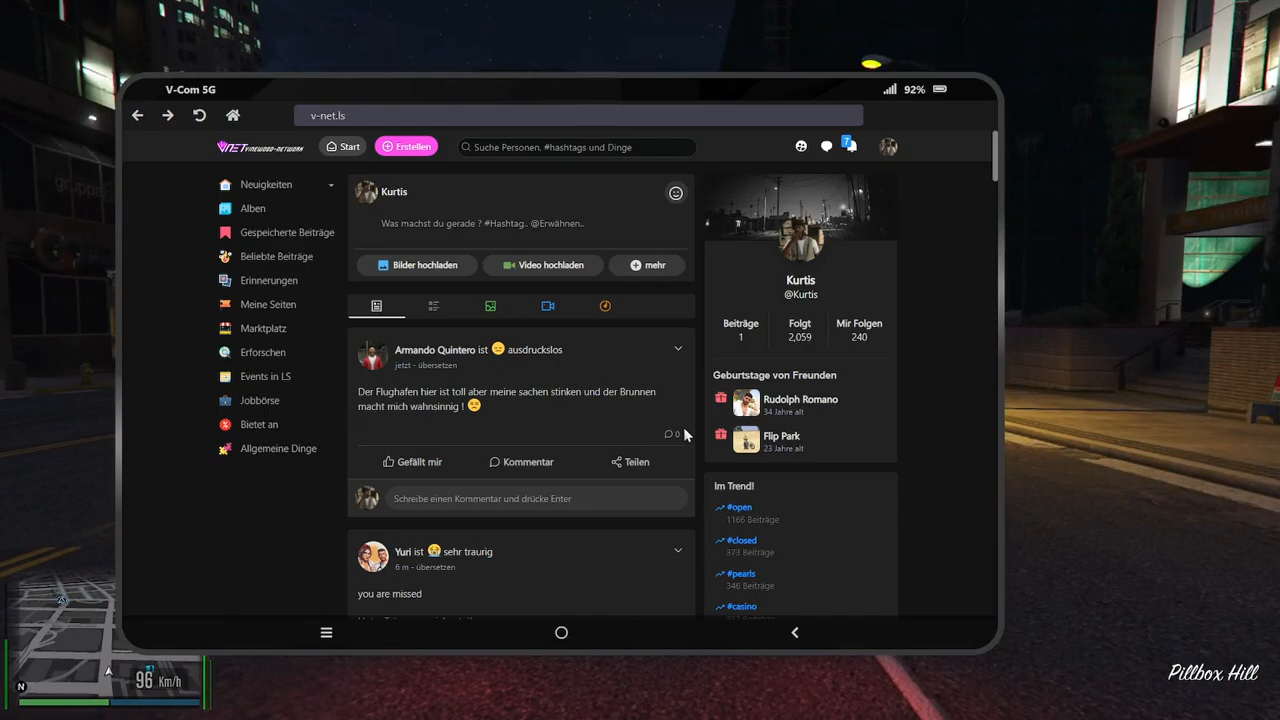 V-Com 5G
92%
v-net.ls
VNET VINEWOOD-NETWORK
Start
Erstellen
Suche Personen, #hashtags und Dinge
7
Neuigkeiten
Alben
Gespeicherte Beiträge
Beliebte Beiträge
Erinnerungen
Meine Seiten
Marktplatz
Erforschen
Events in LS
Jobbörse
Bietet an
Allgemeine Dinge
Kurtis
Was machst du gerade ? #Hashtag.. @Erwähnen..
Bilder hochladen
Video hochladen
mehr
Armando Quintero ist 😑 ausdruckslos
jetzt - übersetzen
Der Flughafen hier ist toll aber meine sachen stinken und der Brunnen
macht mich wahnsinnig !
0
Gefällt mir
Kommentar
Teilen
Schreibe einen Kommentar und drücke Enter
Yuri ist 😭 sehr traurig
6 m - übersetzen
you are missed
Kurtis
@Kurtis
Beiträge
1
Folgt
2,059
Mir Folgen
240
Geburtstage von Freunden
Rudolph Romano
34 Jahre alt
Flip Park
23 Jahre alt
Im Trend!
#open
1166 Beiträge
#closed
373 Beiträge
#pearls
346 Beiträge
#casino
N
96 Km/h
Pillbox Hill